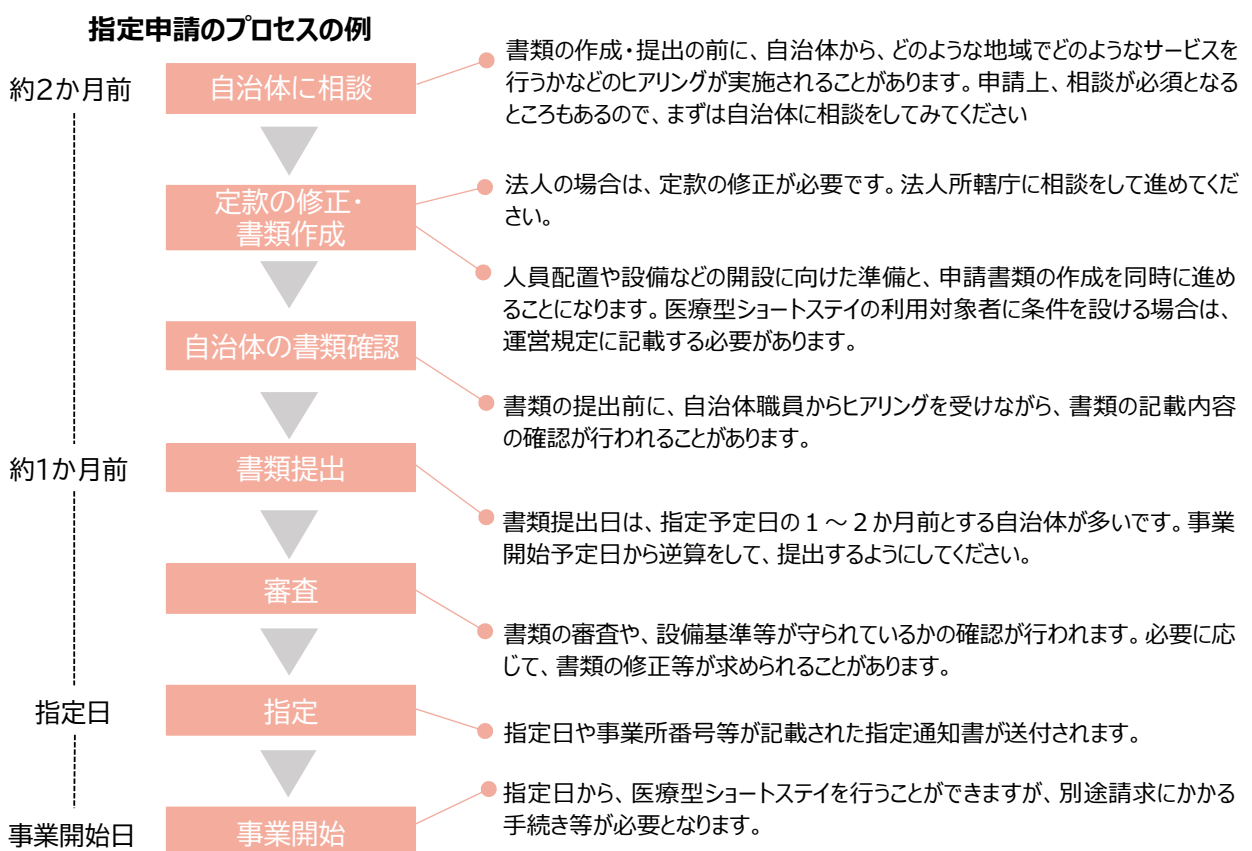 指定申請のプロセスの例
約2か月前
自治体に相談
書類の作成・提出の前に、自治体から、どのような地域でどのようなサービスを
行うかなどのヒアリングが実施されることがあります。申請上、相談が必須となる
ところもあるので、まずは自治体に相談をしてみてください
定款の修正・
書類作成
法人の場合は、定款の修正が必要です。法人所轄庁に相談をして進めてくだ
さい。
人員配置や設備などの開設に向けた準備と、申請書類の作成を同時に進め
ることになります。医療型ショートステイの利用対象者に条件を設ける場合は、
運営規定に記載する必要があります。
自治体の書類確認
書類の提出前に、自治体職員からヒアリングを受けながら、書類の記載内容
の確認が行われることがあります。
約1か月前
書類提出
書類提出日は、指定予定日の1～2か月前とする自治体が多いです。事業
開始予定日から逆算をして、提出するようにしてください。
審査
書類の審査や、設備基準等が守られているかの確認が行われます。必要に応
じて、書類の修正等が求められることがあります。
指定日
指定
指定日や事業所番号等が記載された指定通知書が送付されます。
事業開始日
事業開始
指定日から、医療型ショートステイを行うことができますが、別途請求にかかる
手続き等が必要となります。